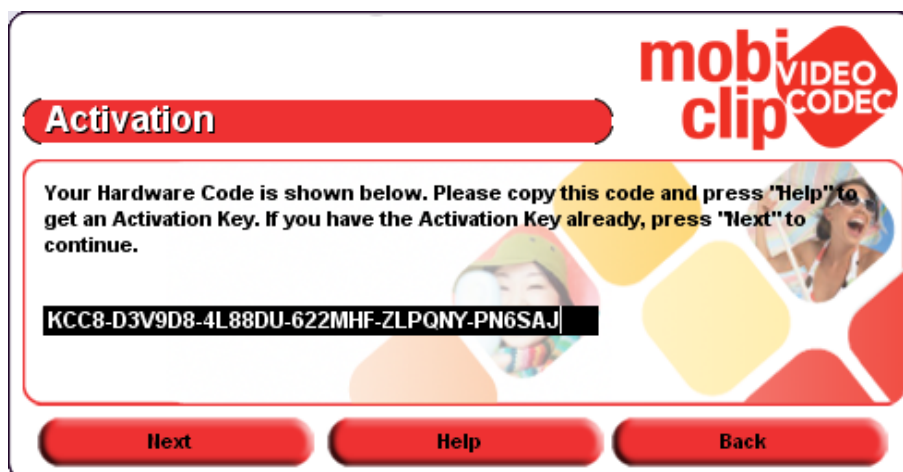 mobi
clip
VIDEO
CODEC
Activation
Your Hardware Code is shown below. Please copy this code and press "Help" to
get an Activation Key. If you have the Activation Key already, press "Next" to
continue.
KCC8-D3V9D8-4L88DU-622MHF-ZLPQNY-PN6SAJ
Next
Help
Back